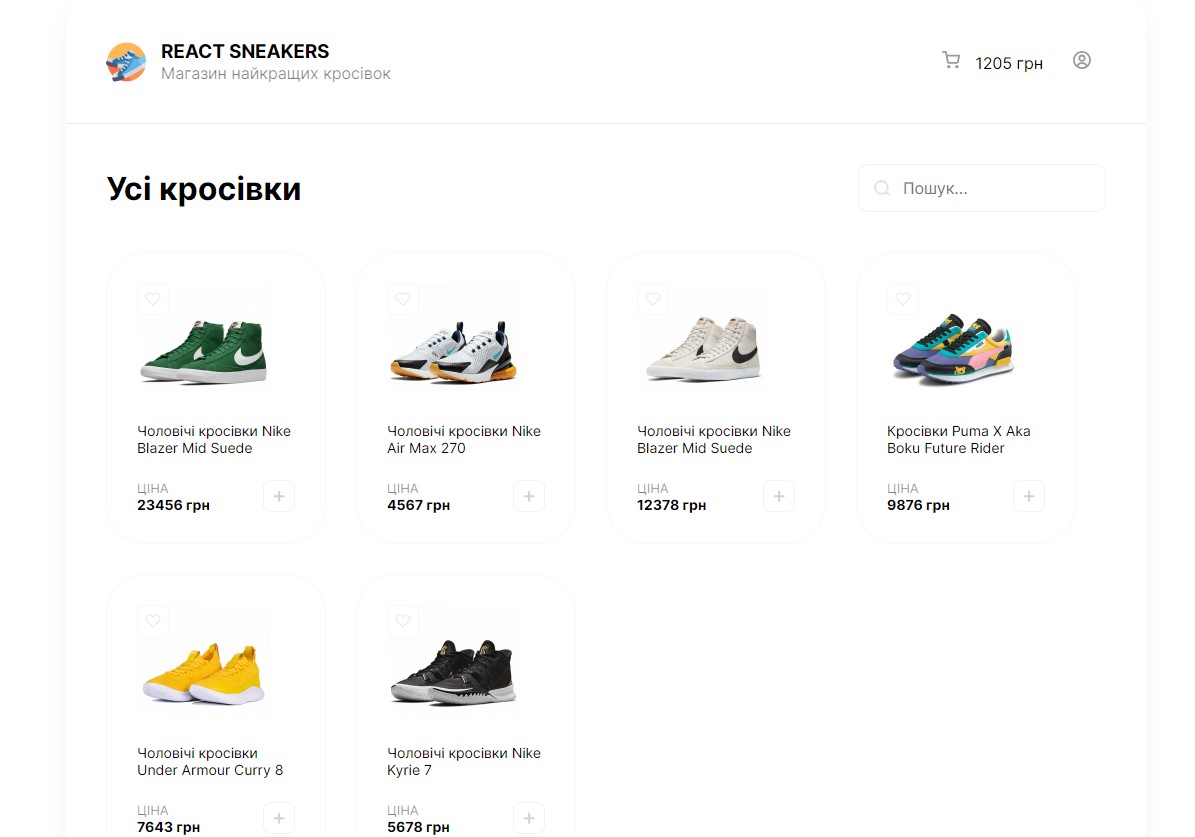 REACT SNEAKERS
Магазин найкращих кросівок
1205 грн
Усі кросівки
Пошук...
Чоловічі кросівки Nike
Blazer Mid Suede
ЦІНА
23456 грн
Чоловічі кросівки Nike
Air Max 270
ЦІНА
4567 грн
Чоловічі кросівки Nike
Blazer Mid Suede
ЦІНА
12378 грн
Кросівки Puma X Aka
Boku Future Rider
ЦІНА
9876 грн
Чоловічі кросівки
Under Armour Curry 8
ЦІНА
7643 грн
Чоловічі кросівки Nike
Kyrie 7
ЦІНА
5678 грн